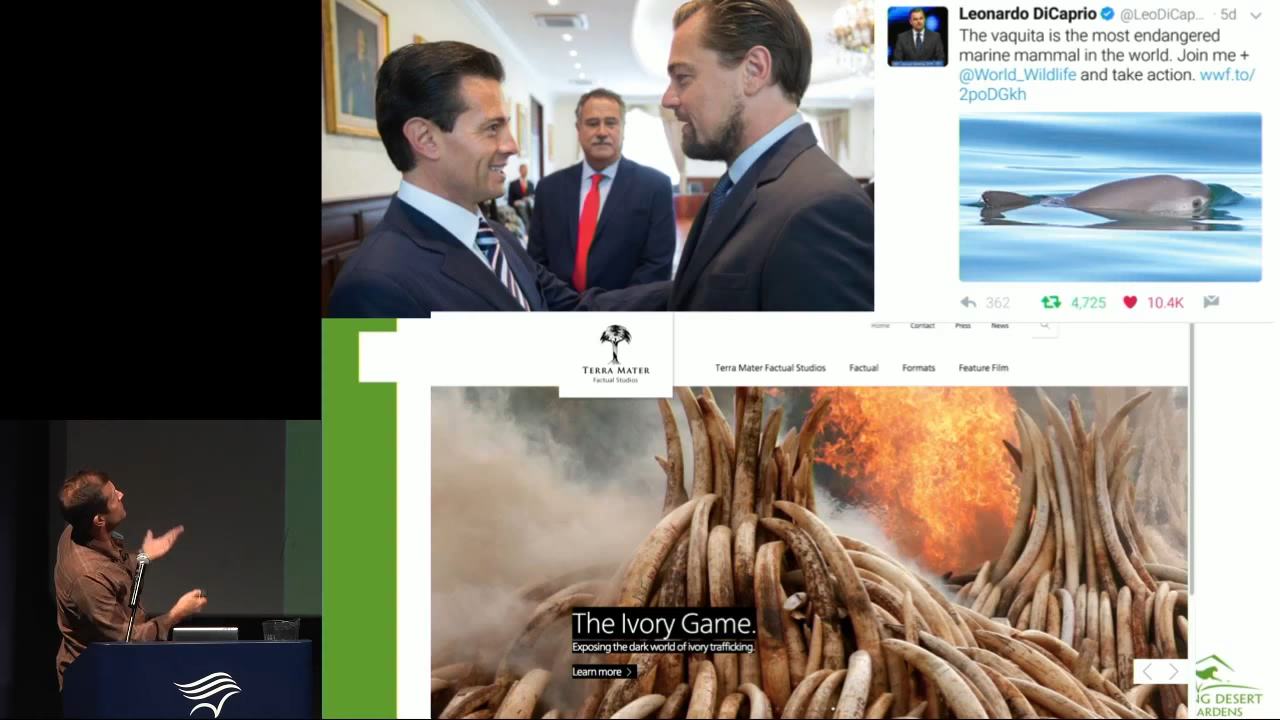 Leonardo DiCaprio @LeoDiCap... · 5d
The vaquita is the most endangered
marine mammal in the world. Join me +
@World_Wildlife and take action. wwf.to/
2poDGkh
362 4,725 10.4K
Home Contact Press News
TERRA MATER
Factual Studios
Terra Mater Factual Studios Factual Formats Feature Film
The Ivory Game.
Exposing the dark world of ivory trafficking.
Learn more >
NG DESERT
ARDENS